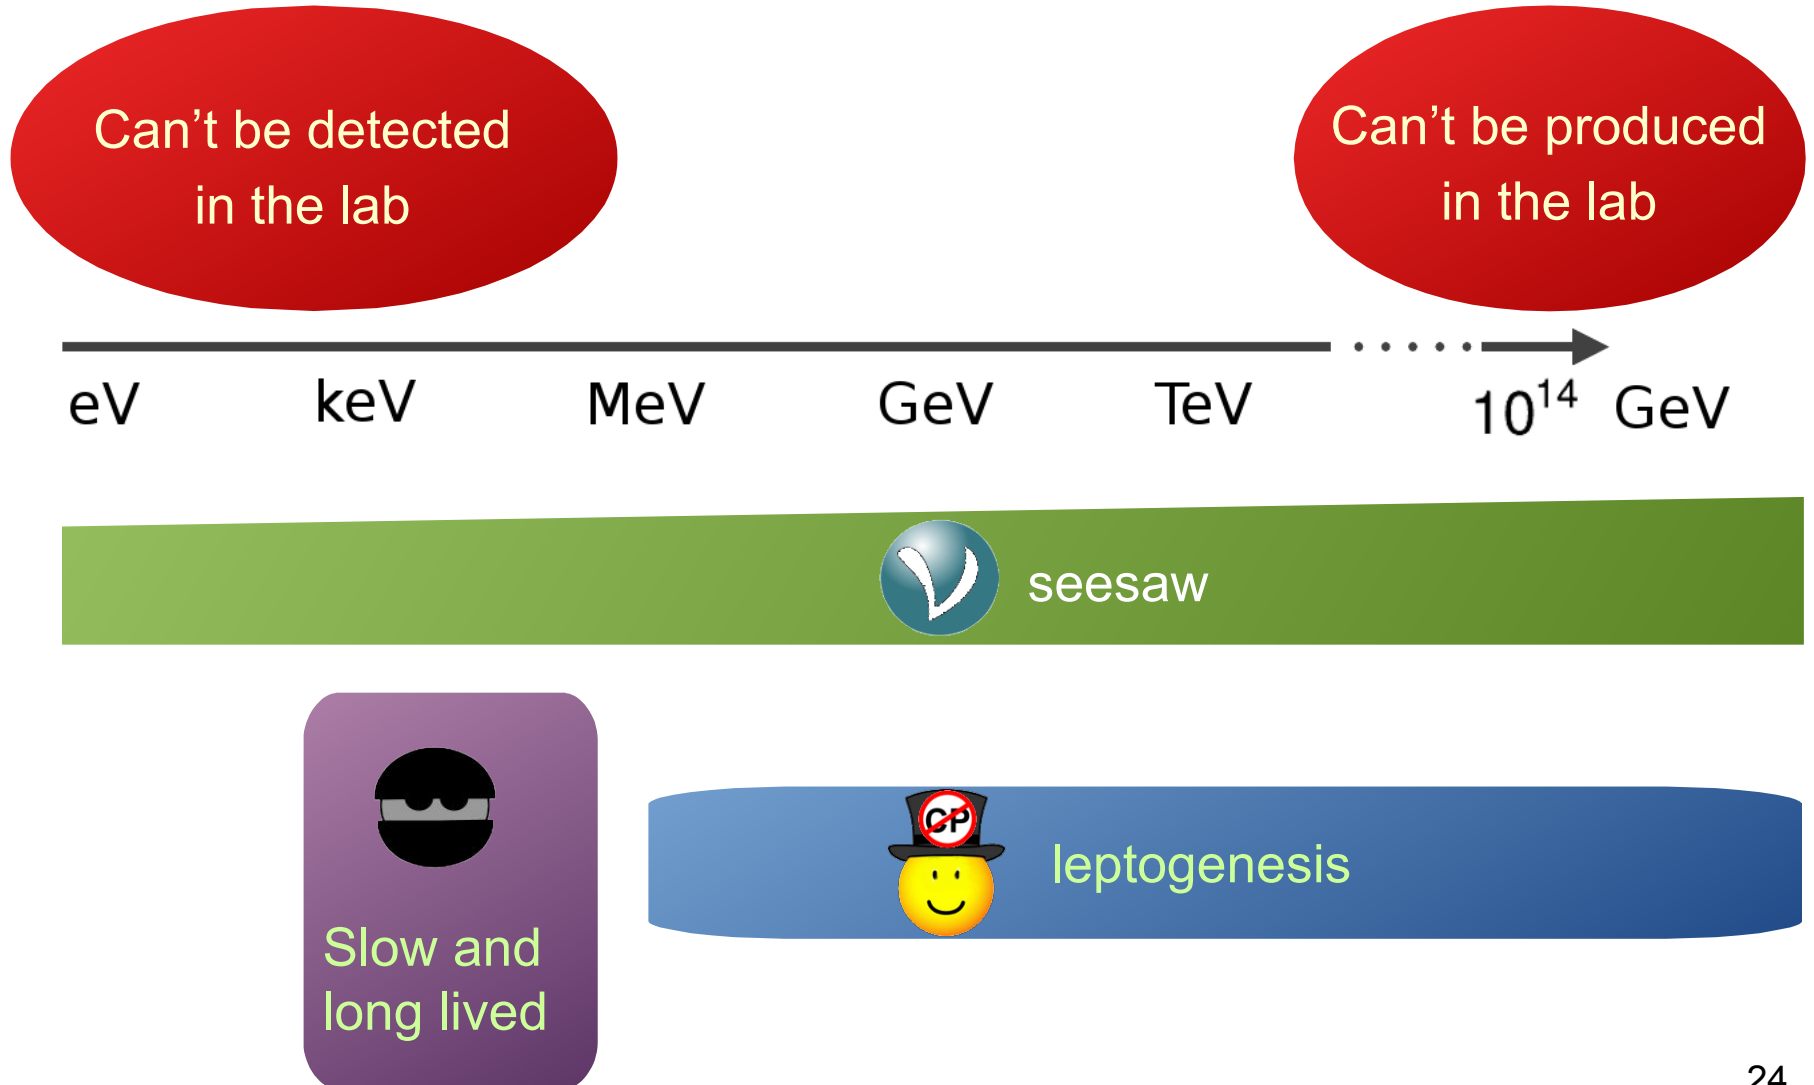 Can’t be detected
in the lab
Can’t be produced
in the lab
eV keV MeV GeV TeV 10¹⁴ GeV
ν seesaw
CP
leptogenesis
Slow and
long lived
24